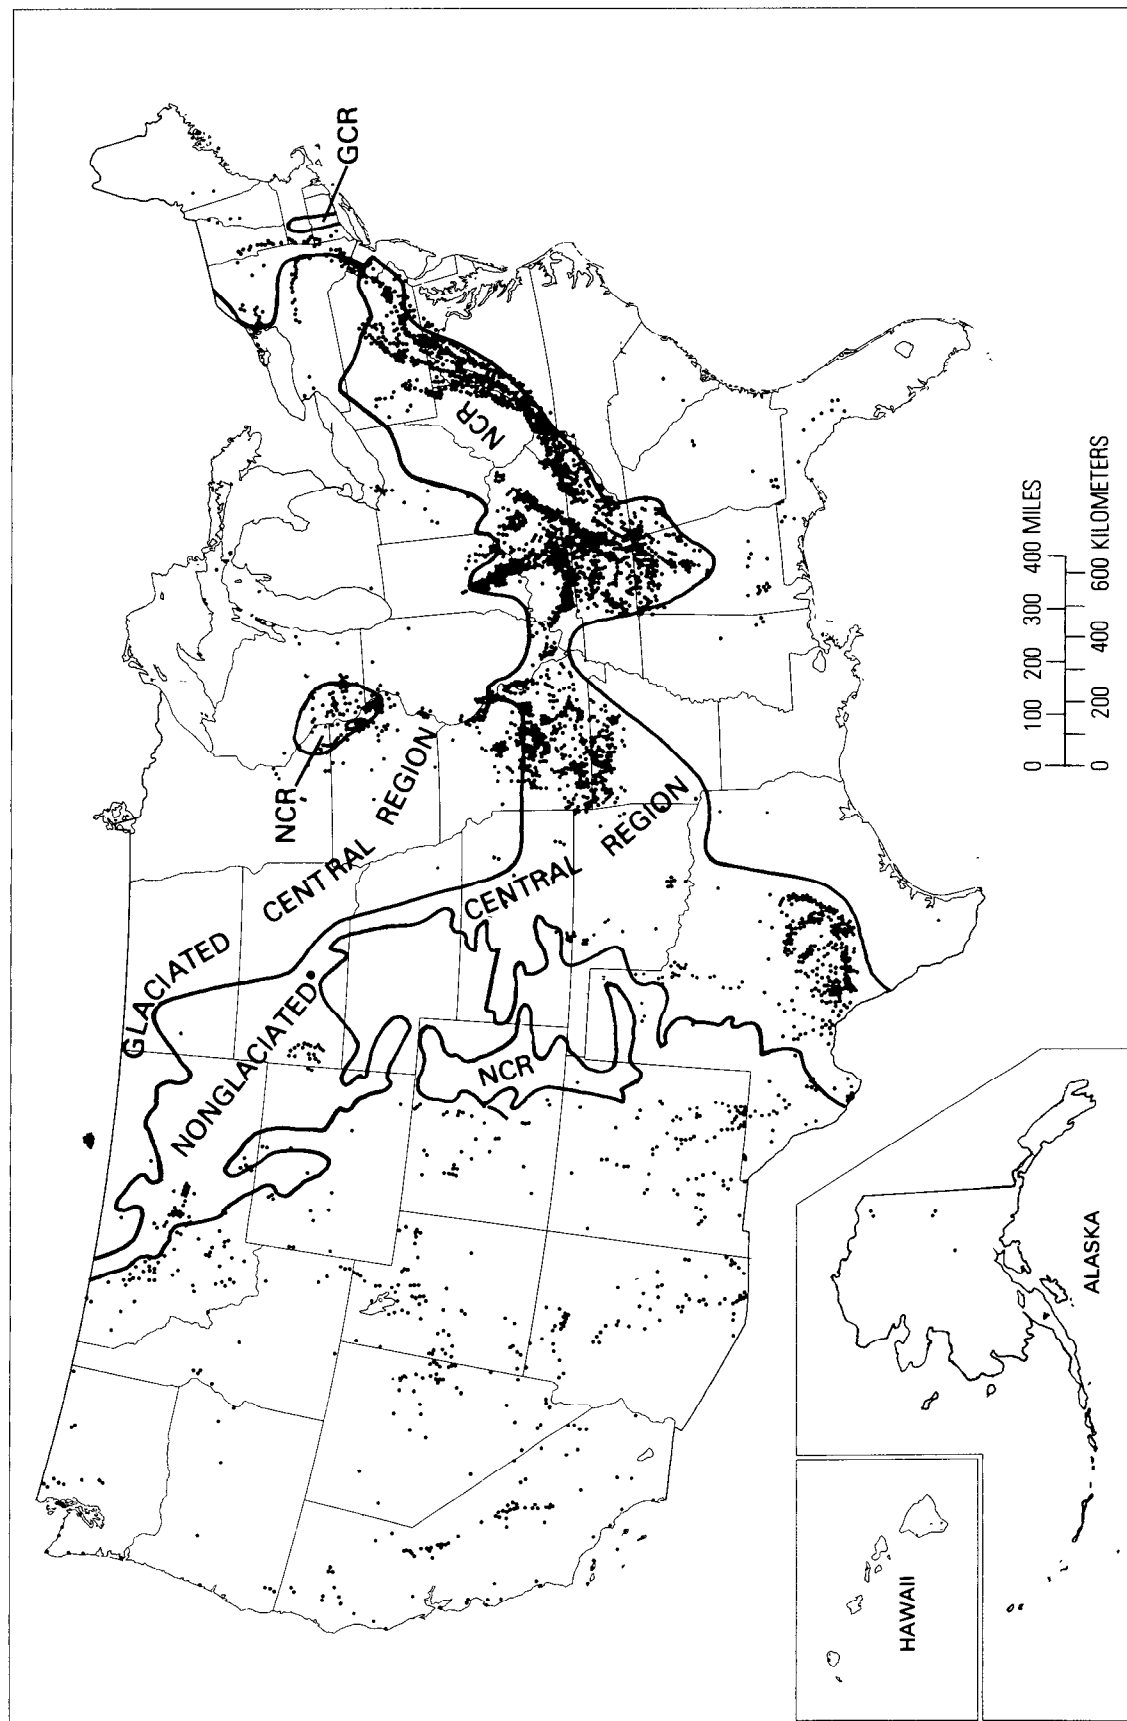 GLACIATED CENTRAL REGION
NONGLACIATED CENTRAL REGION
NCR
NCR
NCR
GCR
0 100 200 300 400 MILES
0 200 400 600 KILOMETERS
HAWAII
ALASKA